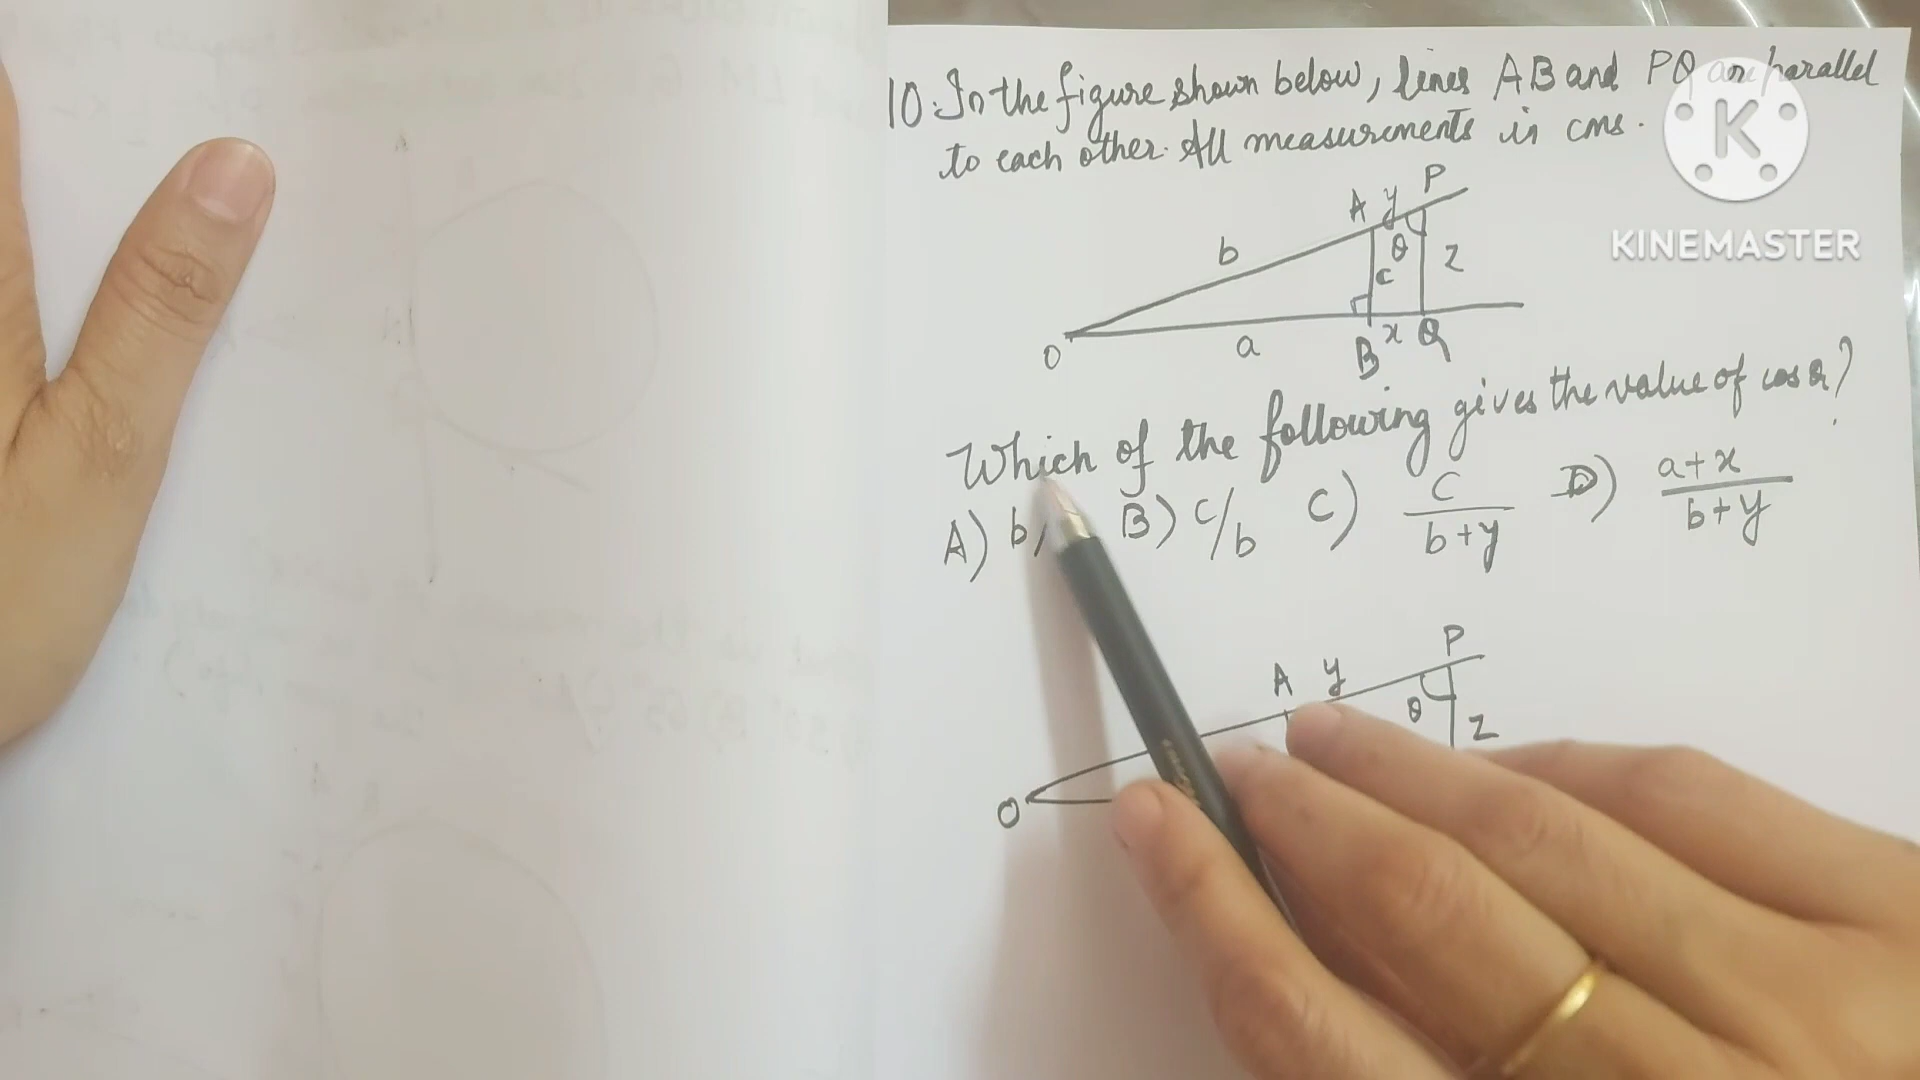 10. In the figure shown below, lines AB and PQ are parallel
to each other. All measurements in cms.
K
KINEMASTER
A y P
b θ z
c
O a B x Q
Which of the following gives the value of cos θ?
A) b/ B) c/b C) c/b+y D) a+x/b+y
A y P
θ z
O